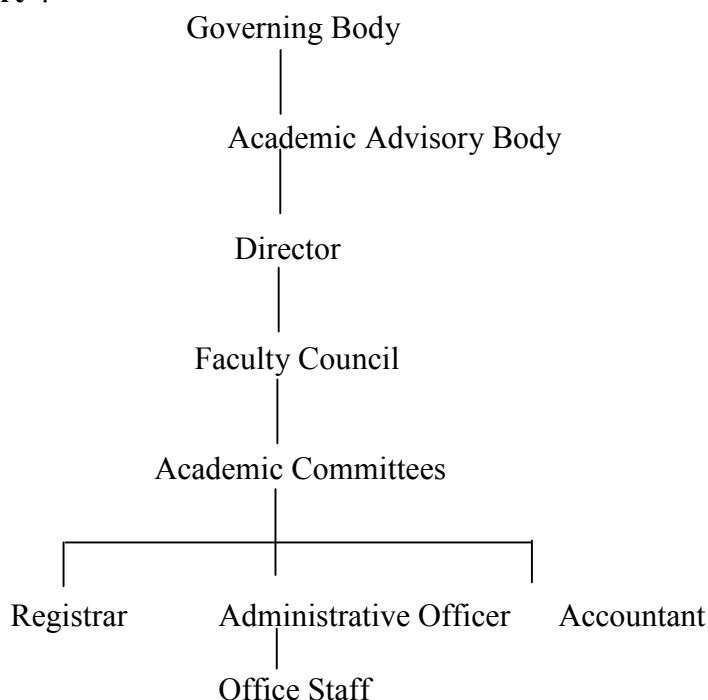 Governing Body
Academic Advisory Body
Director
Faculty Council
Academic Committees
Registrar Administrative Officer Accountant
Office Staff